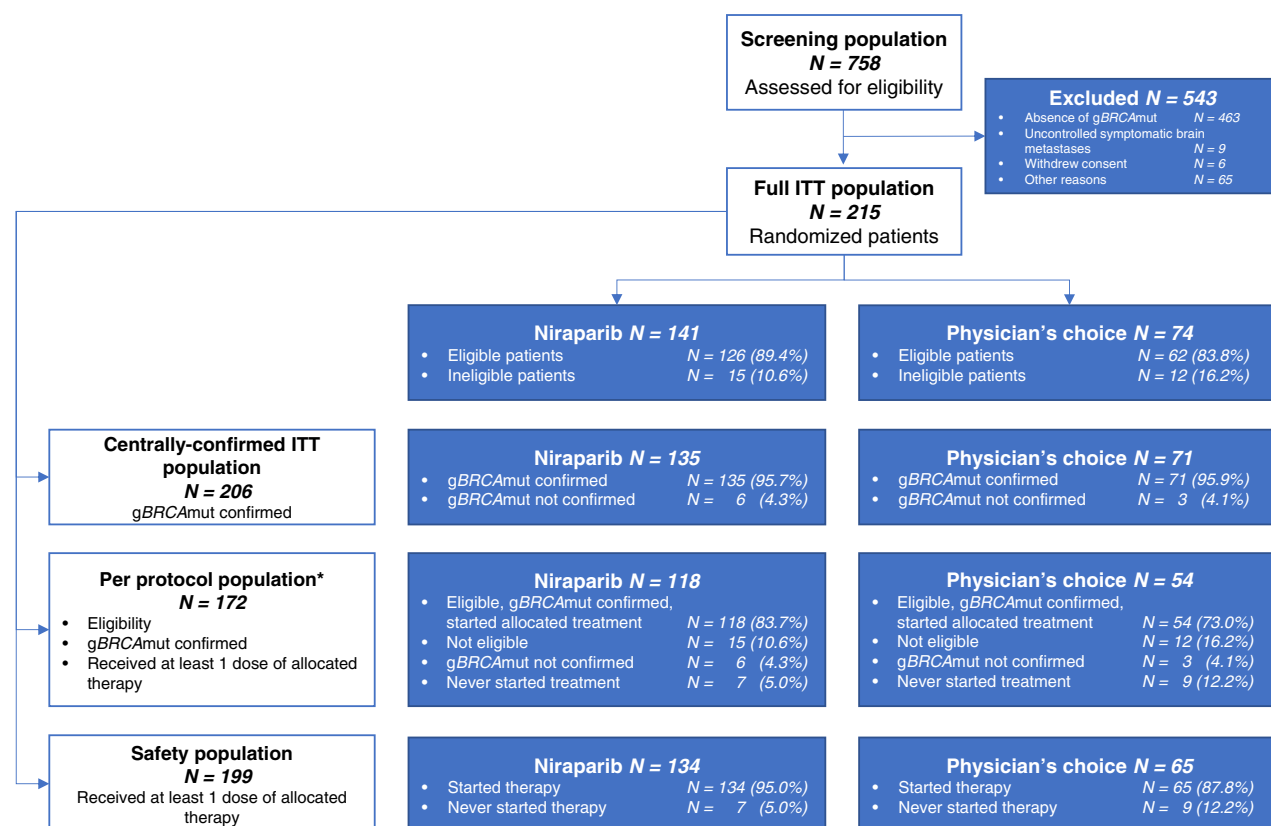 Screening population
N = 758
Assessed for eligibility
Excluded N = 543
• Absence of gBRCAmut N = 463
• Uncontrolled symptomatic brain
metastases N = 9
• Withdrew consent N = 6
• Other reasons N = 65
Full ITT population
N = 215
Randomized patients
Niraparib N = 141
• Eligible patients N = 126 (89.4%)
• Ineligible patients N = 15 (10.6%)
Physician's choice N = 74
• Eligible patients N = 62 (83.8%)
• Ineligible patients N = 12 (16.2%)
Centrally-confirmed ITT
population
N = 206
gBRCAmut confirmed
Niraparib N = 135
• gBRCAmut confirmed N = 135 (95.7%)
• gBRCAmut not confirmed N = 6 (4.3%)
Physician's choice N = 71
• gBRCAmut confirmed N = 71 (95.9%)
• gBRCAmut not confirmed N = 3 (4.1%)
Per protocol population*
N = 172
• Eligibility
• gBRCAmut confirmed
• Received at least 1 dose of allocated
therapy
Niraparib N = 118
• Eligible, gBRCAmut confirmed,
started allocated treatment N = 118 (83.7%)
• Not eligible N = 15 (10.6%)
• gBRCAmut not confirmed N = 6 (4.3%)
• Never started treatment N = 7 (5.0%)
Physician's choice N = 54
• Eligible, gBRCAmut confirmed,
started allocated treatment N = 54 (73.0%)
• Not eligible N = 12 (16.2%)
• gBRCAmut not confirmed N = 3 (4.1%)
• Never started treatment N = 9 (12.2%)
Safety population
N = 199
Received at least 1 dose of allocated
therapy
Niraparib N = 134
• Started therapy N = 134 (95.0%)
• Never started therapy N = 7 (5.0%)
Physician's choice N = 65
• Started therapy N = 65 (87.8%)
• Never started therapy N = 9 (12.2%)